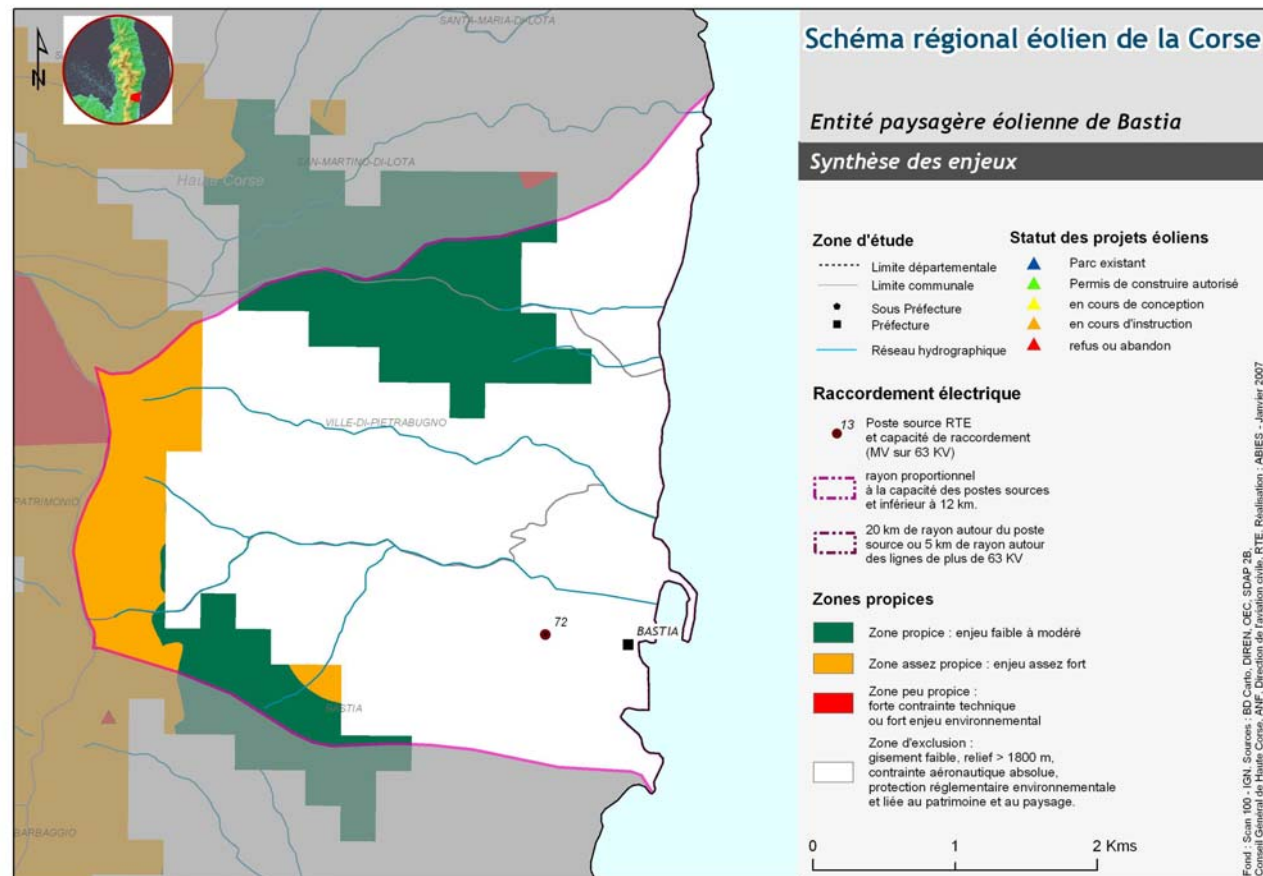 SANTA-MARIA-DI-LOTA
N
SAN-MARTINO-DI-LOTA
Haute Corse
VILLE-DI-PIETRABUGNO
PATRIMONIO
72
BASTIA
BASTIA
BARBAGGIO
Schéma régional éolien de la Corse
Entité paysagère éolienne de Bastia
Synthèse des enjeux
Zone d'étude
Limite départementale
Limite communale
Sous Préfecture
Préfecture
Réseau hydrographique
Statut des projets éoliens
Parc existant
Permis de construire autorisé
en cours de conception
en cours d'instruction
refus ou abandon
Raccordement électrique
13
Poste source RTE
et capacité de raccordement
(MV sur 63 KV)
rayon proportionnel
à la capacité des postes sources
et inférieur à 12 km.
20 km de rayon autour du poste
source ou 5 km de rayon autour
des lignes de plus de 63 KV
Zones propices
Zone propice : enjeu faible à modéré
Zone assez propice : enjeu assez fort
Zone peu propice :
forte contrainte technique
ou fort enjeu environnemental
Zone d'exclusion :
gisement faible, relief > 1800 m,
contrainte aéronautique absolue,
protection réglementaire environnementale
et liée au patrimoine et au paysage.
0 1 2 Kms
Fond : Scan 100 - IGN. Sources : BD Carto, DIREN, OEC, SDAP 2B,
Conseil Général de Haute Corse, ANF, Direction de l'aviation civile, RTE. Réalisation : ABIES - Janvier 2007